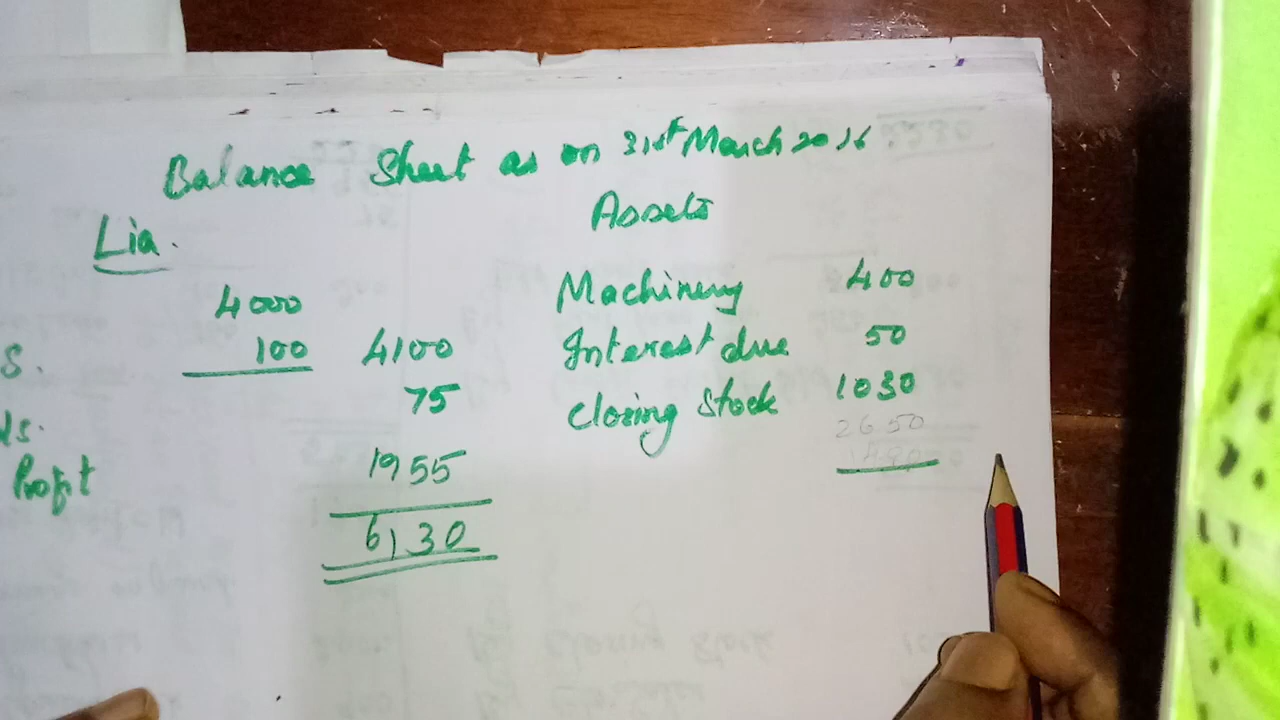 Balance Sheet as on 31st March 2016
Lia. Assets
4000 Machinery 400
S. 100 4100 Interest due 50
75 Closing Stock 1030
2650
Profit 1955
6130